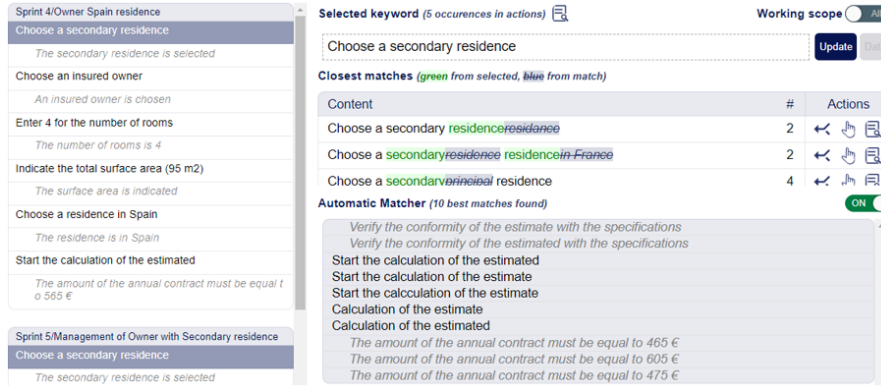 Sprint 4/Owner Spain residence
Choose a secondary residence
The secondary residence is selected
Choose an insured owner
An insured owner is chosen
Enter 4 for the number of rooms
The number of rooms is 4
Indicate the total surface area (95 m2)
The surface area is indicated
Choose a residence in Spain
The residence is in Spain
Start the calculation of the estimated
The amount of the annual contract must be equal t
o 565 €
Sprint 5/Management of Owner with Secondary residence
Choose a secondary residence
The secondary residence is selected
Selected keyword (5 occurences in actions)
Working scope All
Choose a secondary residence
Update
Closest matches (green from selected, blue from match)
Content # Actions
Choose a secondary residenceresidance 2
Choose a secondaryresidence residencein France 2
Choose a secondaryprincipal residence 4
Automatic Matcher (10 best matches found) ON
Verify the conformity of the estimate with the specifications
Verify the conformity of the estimated with the specifications
Start the calculation of the estimated
Start the calculation of the estimate
Start the calcculation of the estimate
Calculation of the estimate
Calculation of the estimated
The amount of the annual contract must be equal to 465 €
The amount of the annual contract must be equal to 605 €
The amount of the annual contract must be equal to 475 €